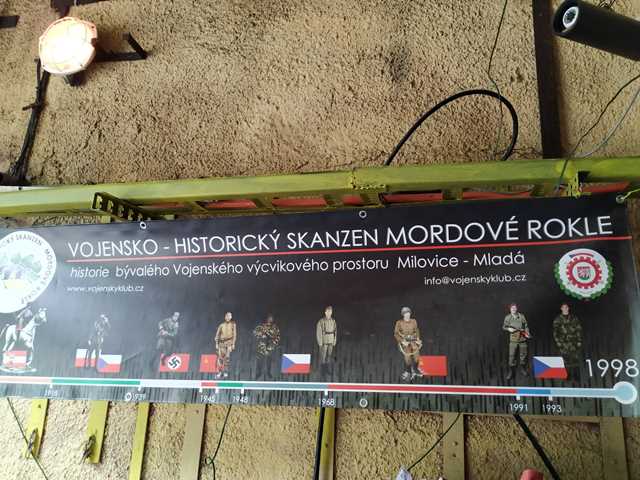 VOJENSKO - HISTORICKÝ SKANZEN MORDOVÉ ROKLE
historie bývalého Vojenského výcvikového prostoru Milovice - Mladá
www.vojenskyklub.cz
info@vojenskyklub.cz
1998
1918
1939
1945
1948
1968
1991
1993